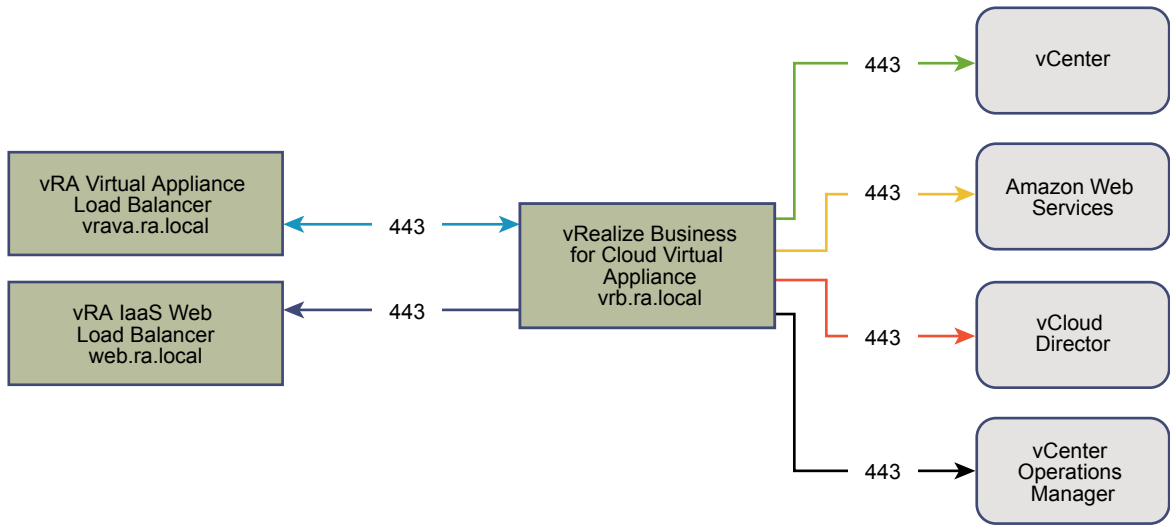 vRA Virtual Appliance
Load Balancer
vrava.ra.local
443
vRA IaaS Web
Load Balancer
web.ra.local
443
vRealize Business
for Cloud Virtual
Appliance
vrb.ra.local
443
vCenter
443
Amazon Web
Services
443
vCloud
Director
443
vCenter
Operations
Manager